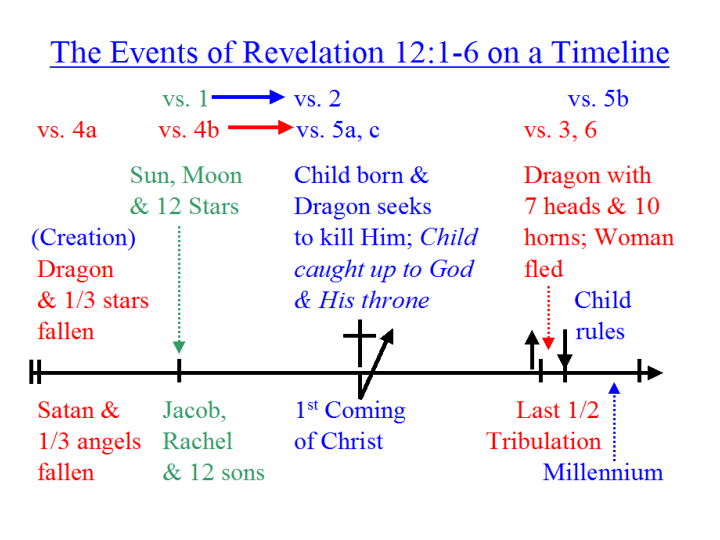 The Events of Revelation 12:1-6 on a Timeline
vs. 1 vs. 2 vs. 5b
vs. 4a vs. 4b vs. 5a, c vs. 3, 6
Sun, Moon
& 12 Stars
Child born &
Dragon seeks
to kill Him; Child
caught up to God
& His throne
Dragon with
7 heads & 10
horns; Woman
fled
(Creation)
Dragon
& 1/3 stars
fallen
Child
rules
Satan &
1/3 angels
fallen
Jacob,
Rachel
& 12 sons
1st Coming
of Christ
Last 1/2
Tribulation
Millennium